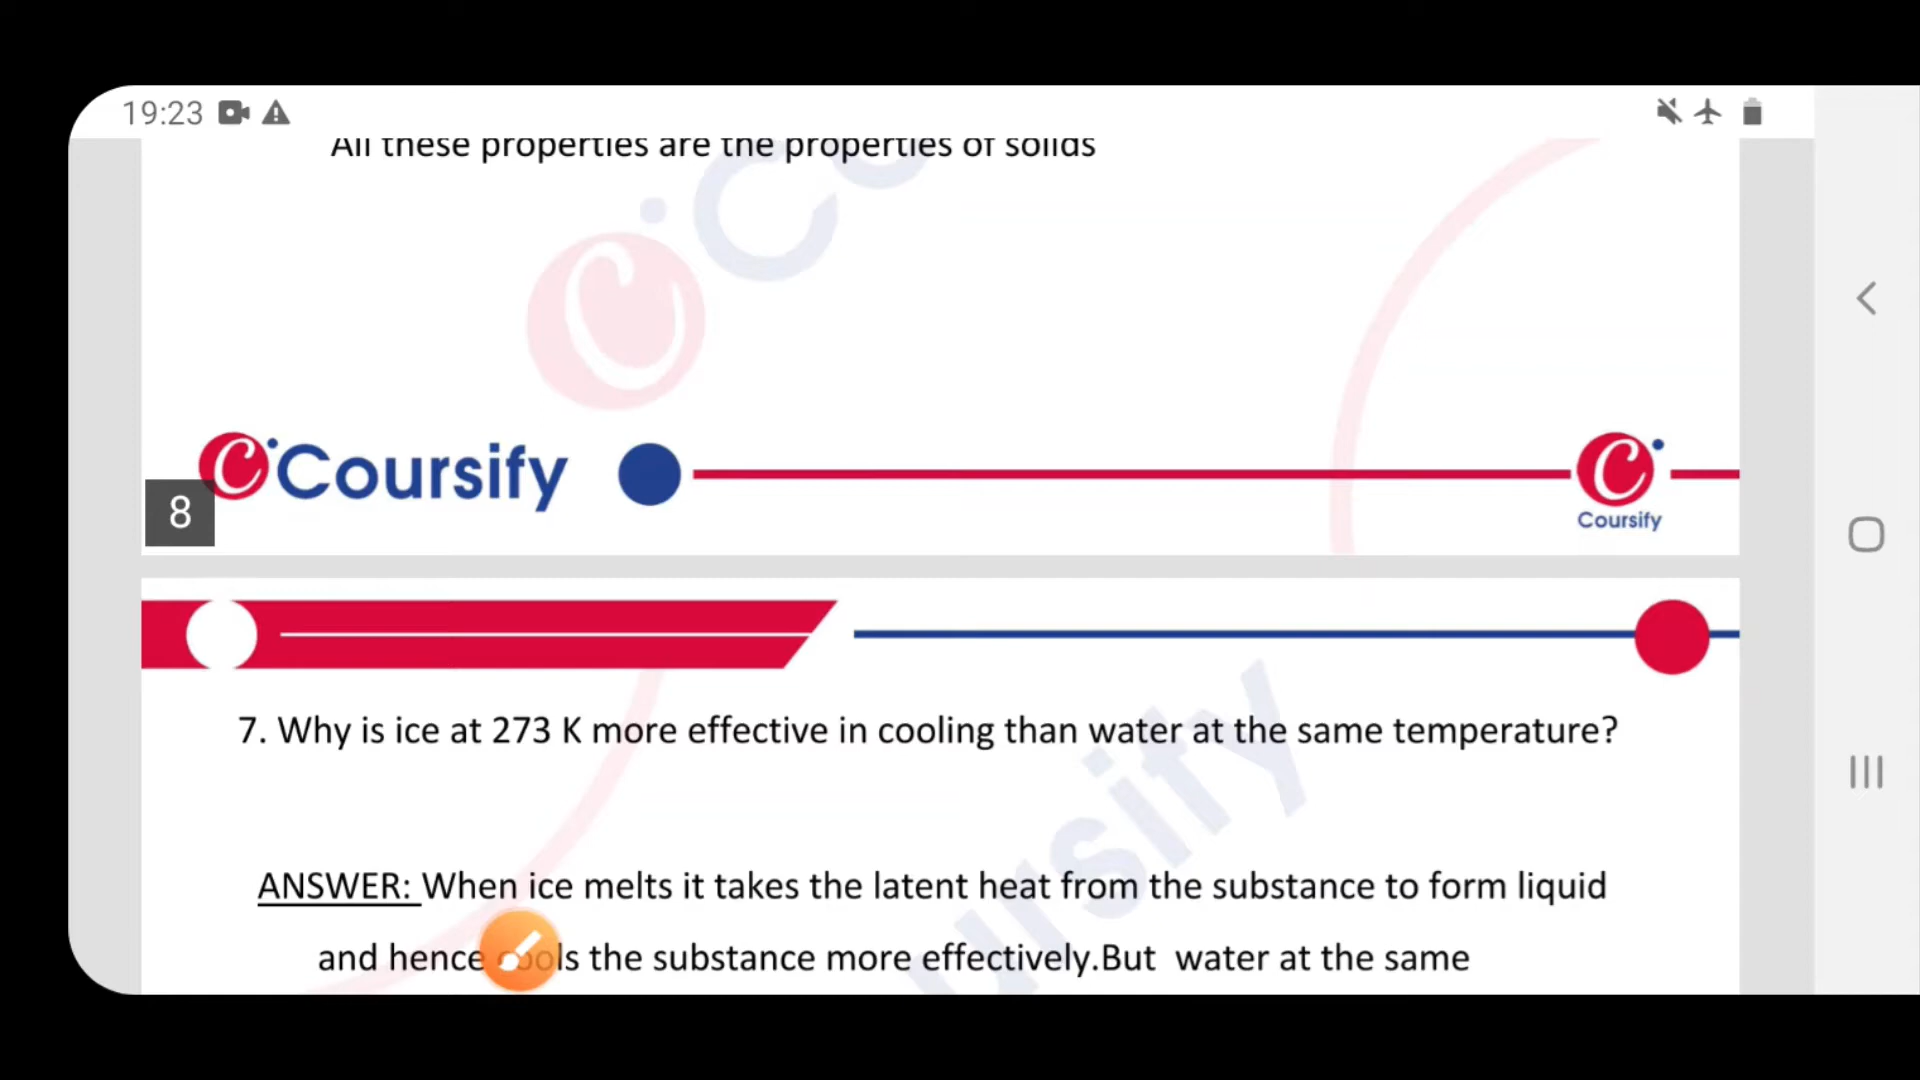 19:23
All these properties are the properties of solids
Coursify
8
Coursify
7. Why is ice at 273 K more effective in cooling than water at the same temperature?
ursify
ANSWER: When ice melts it takes the latent heat from the substance to form liquid
and hence cools the substance more effectively.But water at the same